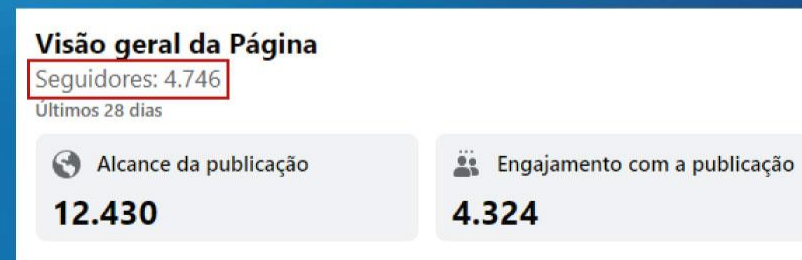 Visão geral da Página
Seguidores: 4.746
Últimos 28 dias
Alcance da publicação
12.430
Engajamento com a publicação
4.324